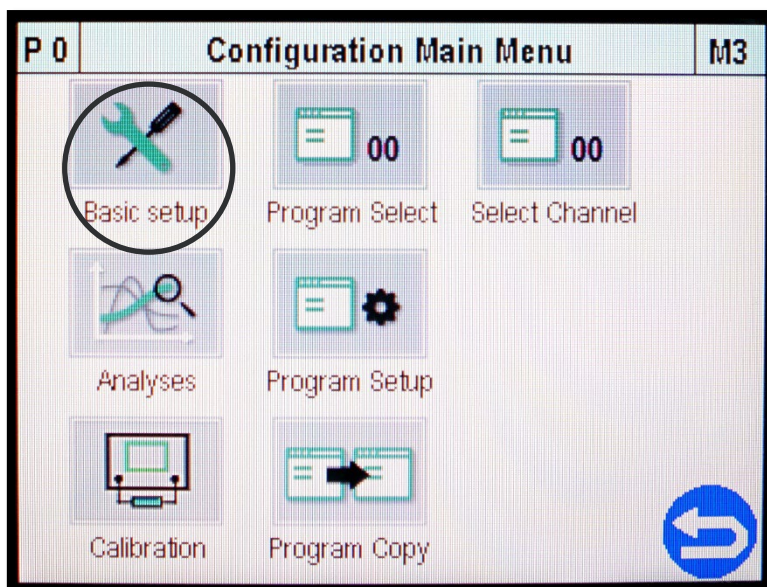 P 0 Configuration Main Menu M3
00 00
Basic setup Program Select Select Channel
Analyses Program Setup
Calibration Program Copy